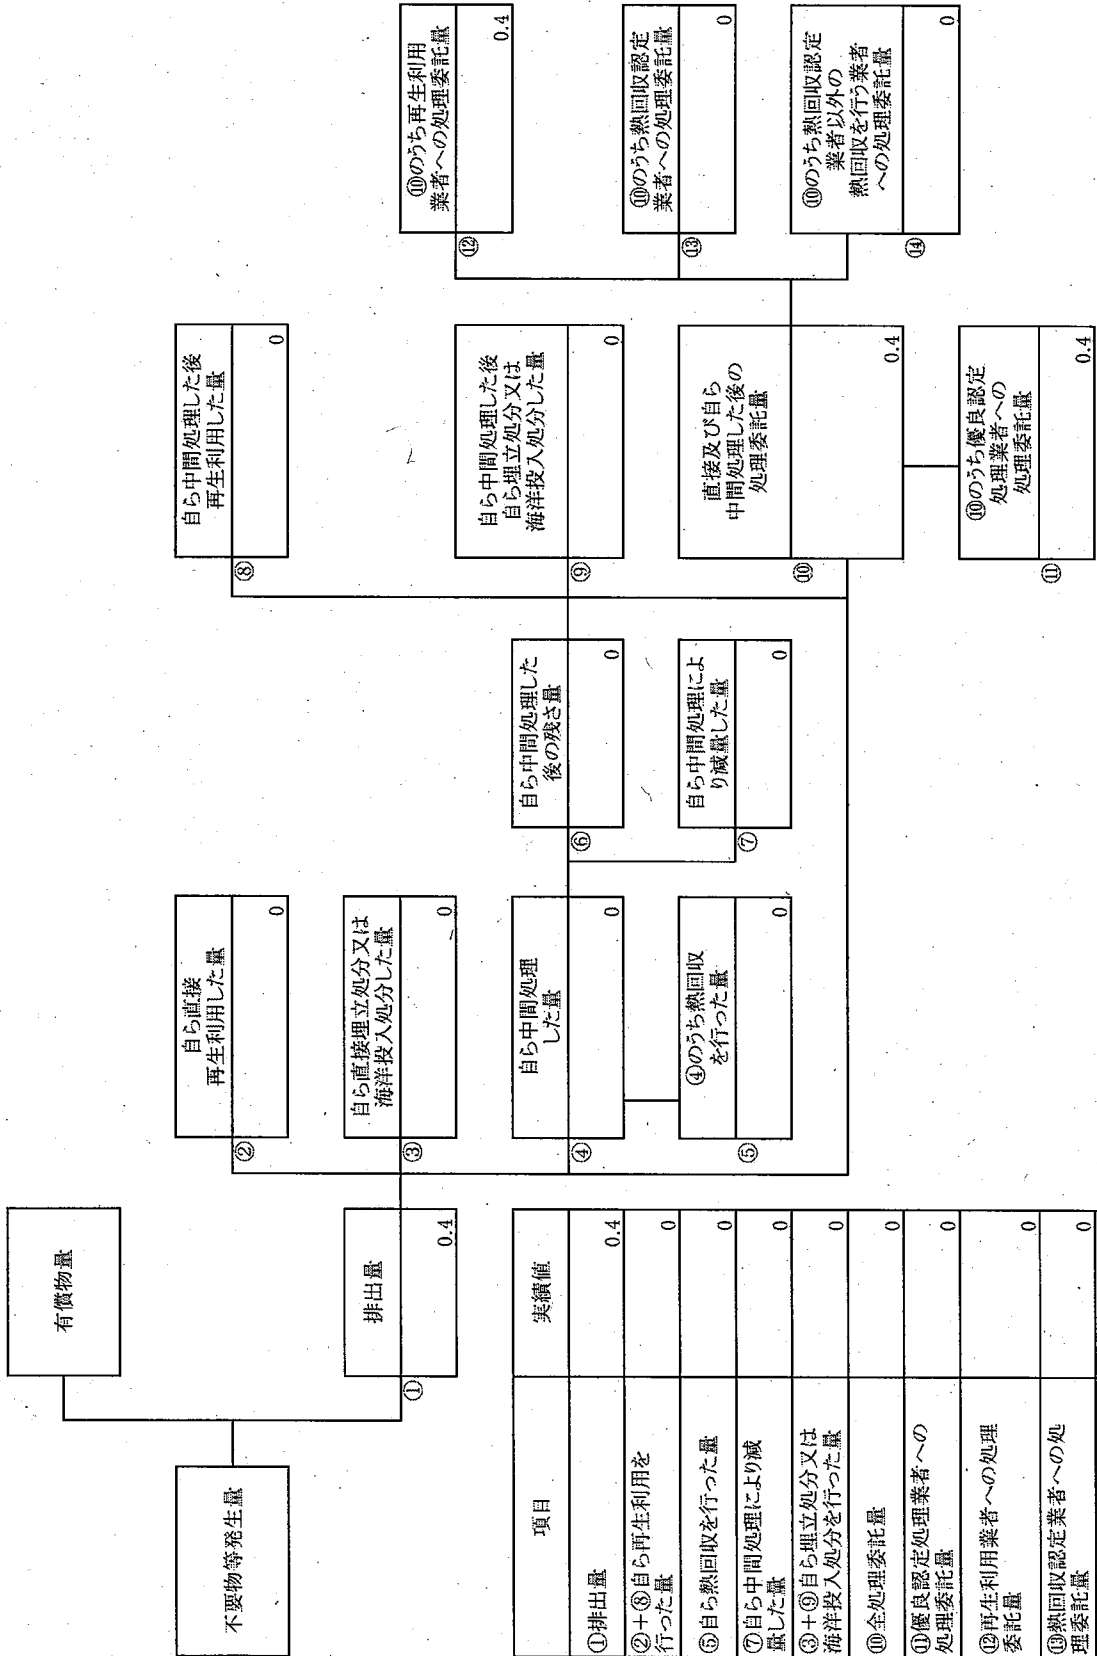 不要物等発生量
有償物量
排出量
①
0.4
自ら直接
再生利用した量
②
0
自ら直接埋立処分又は
海洋投入処分した量
③
0
自ら中間処理
した量
④
0
④のうち熱回収
を行った量
⑤
0
自ら中間処理した
後の残さ量
⑥
0
自ら中間処理によ
り減量した量
⑦
0
自ら中間処理した後
再生利用した量
⑧
0
自ら中間処理した後
自ら埋立処分又は
海洋投入処分した量
⑨
0
直接及び自ら
中間処理した後の
処理委託量
⑩
0.4
⑩のうち優良認定
処理業者への
処理委託量
⑪
0.4
⑩のうち再生利用
業者への処理委託量
⑫
0.4
⑩のうち熱回収認定
業者への処理委託量
⑬
0
⑩のうち熱回収認定
業者以外の
熱回収を行う業者
への処理委託量
⑭
0
項目 実績値
①排出量 0.4
②+⑧自ら再生利用を
行った量 0
⑤自ら熱回収を行った量 0
⑦自ら中間処理により減
量した量 0
③+⑨自ら埋立処分又は
海洋投入処分を行った量 0
⑩全処理委託量 0
⑪優良認定処理業者への
処理委託量 0
⑫再生利用業者への処理
委託量 0
⑬熱回収認定業者への処
理委託量 0